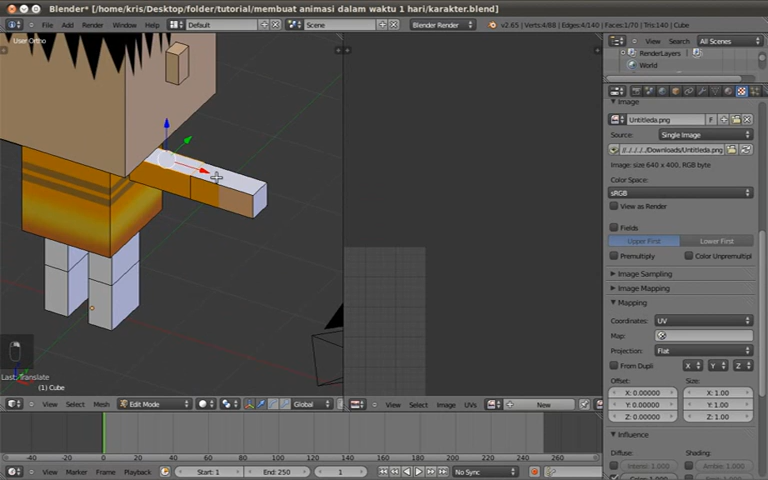 Blender* [/home/kris/Desktop/folder/tutorial/membuat animasi dalam waktu 1 hari/karakter.blend]
File Add Render Window Help Default Scene Blender Render v2.65 | Verts:4/88 | Edges:4/140 | Faces:1/70 | Tris:140 | Cube
User Ortho
View Search All Scenes
RenderLayers
World
Image
Untitleda.png F
Source: Single Image
//../../Downloads/Untitleda.png
Image: size 640 x 400, RGB byte
Color Space:
sRGB
View as Render
Fields
Upper First Lower First
Premultiply Color Unpremultipl
Image Sampling
Image Mapping
Mapping
Coordinates: UV
Map:
Projection: Flat
From Dupli X Y Z
Offset: Size:
X: 0.00000 X: 1.00
Y: 0.00000 Y: 1.00
Z: 0.00000 Z: 1.00
Influence
Diffuse: Shading:
Last: Translate
(1) Cube
View Select Mesh Edit Mode Global
View Select Image UVs New
-40 -20 0 20 40 60 80 100 120 140 160 180 200 220 240 260
View Marker Frame Playback Start: 1 End: 250 1 No Sync